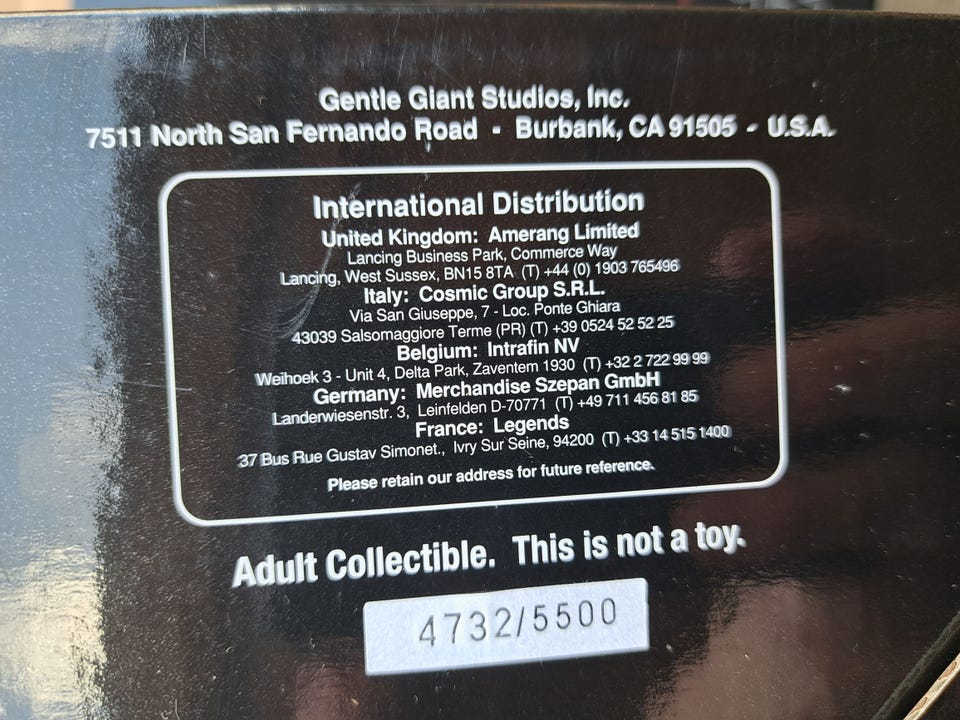 Gentle Giant Studios, Inc.
7511 North San Fernando Road - Burbank, CA 91505 - U.S.A.
International Distribution
United Kingdom: Amerang Limited
Lancing Business Park, Commerce Way
Lancing, West Sussex, BN15 8TA (T) +44 (0) 1903 765496
Italy: Cosmic Group S.R.L.
Via San Giuseppe, 7 - Loc. Ponte Ghiara
43039 Salsomaggiore Terme (PR) (T) +39 0524 52 52 25
Belgium: Intrafin NV
Weihoek 3 - Unit 4, Delta Park, Zaventem 1930 (T) +32 2 722 99 99
Germany: Merchandise Szepan GmbH
Landerwiesenstr. 3, Leinfelden D-70771 (T) +49 711 456 81 85
France: Legends
37 Bus Rue Gustav Simonet., Ivry Sur Seine, 94200 (T) +33 14 515 1400
Please retain our address for future reference.
Adult Collectible. This is not a toy.
4732/5500